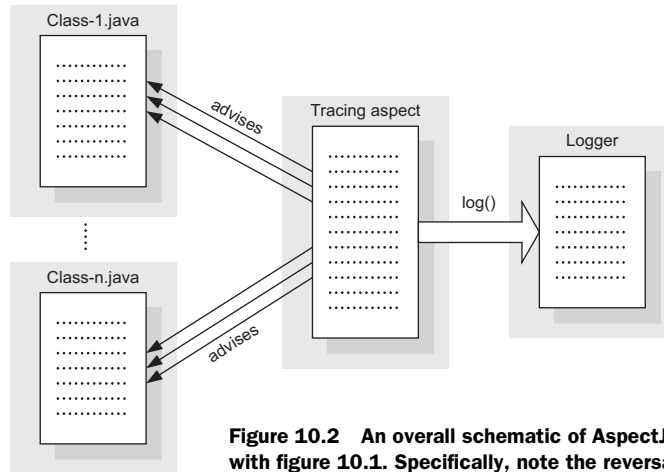 Class-1.java
advises
Tracing aspect
Logger
log()
Class-n.java
advises
Figure 10.2 An overall schematic of AspectJ
with figure 10.1. Specifically, note the reversa